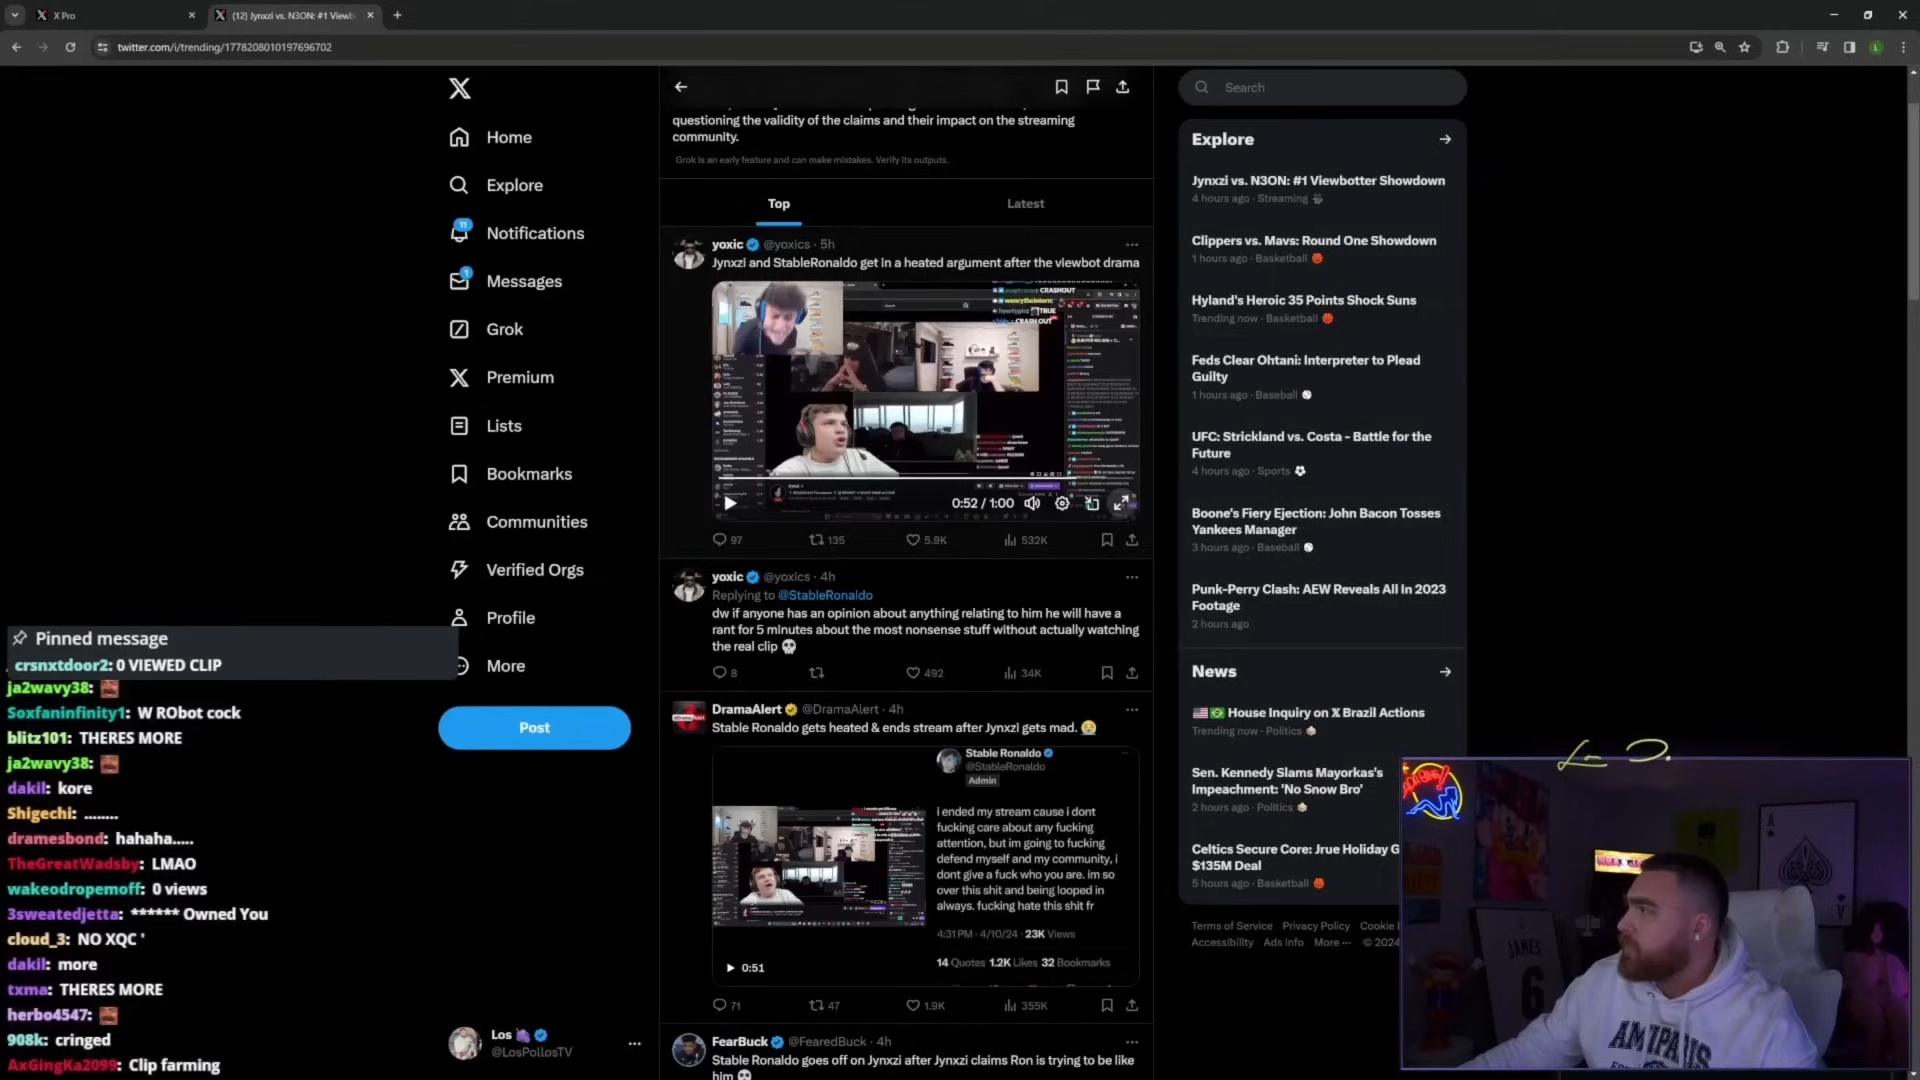 X Pro
(12) Jynxzi vs. N3ON: #1 Viewb
twitter.com/i/trending/1778208010197696702
Home
Explore
11
Notifications
1
Messages
Grok
Premium
Lists
Bookmarks
Communities
Verified Orgs
Profile
More
Post
Los
@LosPollosTV
questioning the validity of the claims and their impact on the streaming
community.
Grok is an early feature and can make mistakes. Verify its outputs.
Top
Latest
yoxic @yoxics · 5h
Jynxzi and StableRonaldo get in a heated argument after the viewbot drama
CRASHOUT
0:52 / 1:00
97 135 5.9K 532K
yoxic @yoxics · 4h
Replying to @StableRonaldo
dw if anyone has an opinion about anything relating to him he will have a
rant for 5 minutes about the most nonsense stuff without actually watching
the real clip 💀
8 492 34K
DramaAlert @DramaAlert · 4h
Stable Ronaldo gets heated & ends stream after Jynxzi gets mad. 😭
Stable Ronaldo
@StableRonaldo
Admin
i ended my stream cause i dont
fucking care about any fucking
attention, but im going to fucking
defend myself and my community, i
dont give a fuck who you are. im so
over this shit and being looped in
always. fucking hate this shit fr
4:31 PM · 4/10/24 · 23K Views
14 Quotes 1.2K Likes 32 Bookmarks
0:51
71 47 1.9K 355K
FearBuck @FearedBuck · 4h
Stable Ronaldo goes off on Jynxzi after Jynxzi claims Ron is trying to be like
him 💀
Search
Explore
Jynxzi vs. N3ON: #1 Viewbotter Showdown
4 hours ago · Streaming
Clippers vs. Mavs: Round One Showdown
1 hours ago · Basketball 🏀
Hyland's Heroic 35 Points Shock Suns
Trending now · Basketball 🏀
Feds Clear Ohtani: Interpreter to Plead
Guilty
1 hours ago · Baseball ⚾
UFC: Strickland vs. Costa - Battle for the
Future
4 hours ago · Sports ⚽
Boone's Fiery Ejection: John Bacon Tosses
Yankees Manager
3 hours ago · Baseball ⚾
Punk-Perry Clash: AEW Reveals All In 2023
Footage
2 hours ago
News
🇺🇸🇧🇷 House Inquiry on X Brazil Actions
Trending now · Politics
Sen. Kennedy Slams Mayorkas's
Impeachment: 'No Snow Bro'
2 hours ago · Politics
Celtics Secure Core: Jrue Holiday G
$135M Deal
5 hours ago · Basketball 🏀
Terms of Service Privacy Policy Cookie
Accessibility Ads info More ··· © 2024
Pinned message
crsnxtdoor2: 0 VIEWED CLIP
ja2wavy38:
Soxfaninfinity1: W RObot cock
blitz101: THERES MORE
ja2wavy38:
dakil: kore
Shigechi: ........
dramesbond: hahaha.....
TheGreatWadsby: LMAO
wakeodropemoff: 0 views
3sweatedjetta: ****** Owned You
cloud_3: NO XQC '
dakil: more
txma: THERES MORE
herbo4547:
908k: cringed
AxGingKa2099: Clip farming
JAMES
6
A